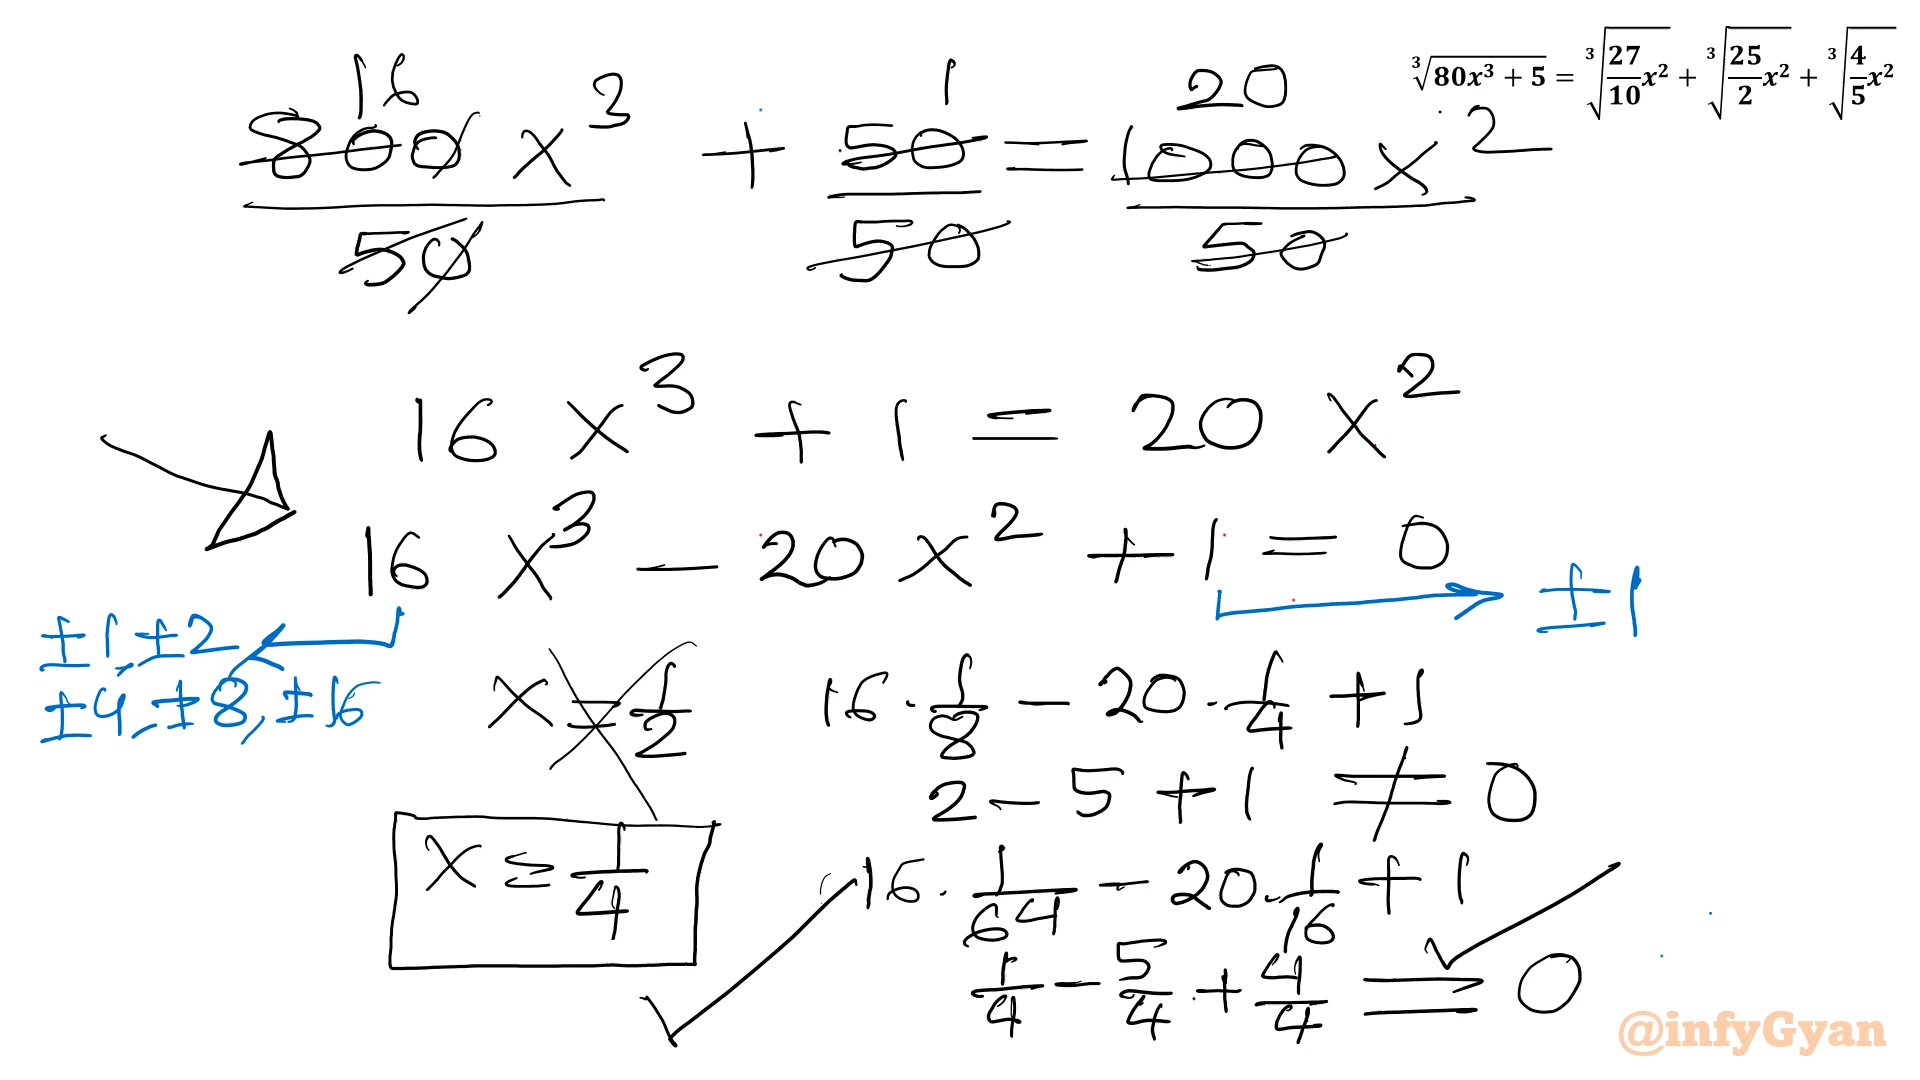 ∛(80x³ + 5) = ∛(27/10 x²) + ∛(25/2 x²) + ∛(4/5 x²)
16 1 20
800 x³ / 50 + 50 / 50 = 1000 x² / 50
16 x³ + 1 = 20 x²
16 x³ - 20 x² + 1 = 0
±1, ±2
±4, ±8, ±16
±1
x = 1/2
16 · 1/8 - 20 · 1/4 + 1
2 - 5 + 1 ≠ 0
x = 1/4
16 · 1/64 - 20 · 1/16 + 1
1/4 - 5/4 + 4/4 = 0
@infyGyan